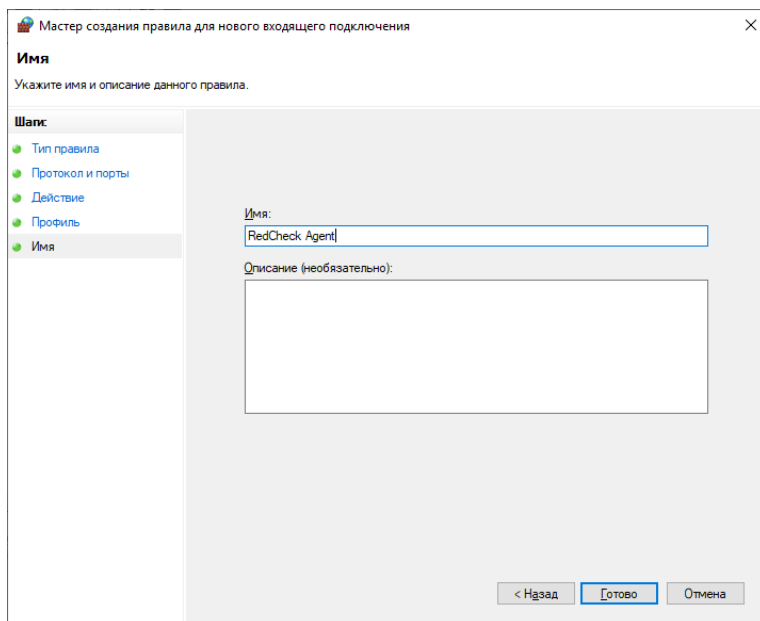 Мастер создания правила для нового входящего подключения
Имя
Укажите имя и описание данного правила.
Шаги:
Тип правила
Протокол и порты
Действие
Профиль
Имя
Имя:
RedCheck Agent
Описание (необязательно):
< Назад
Готово
Отмена